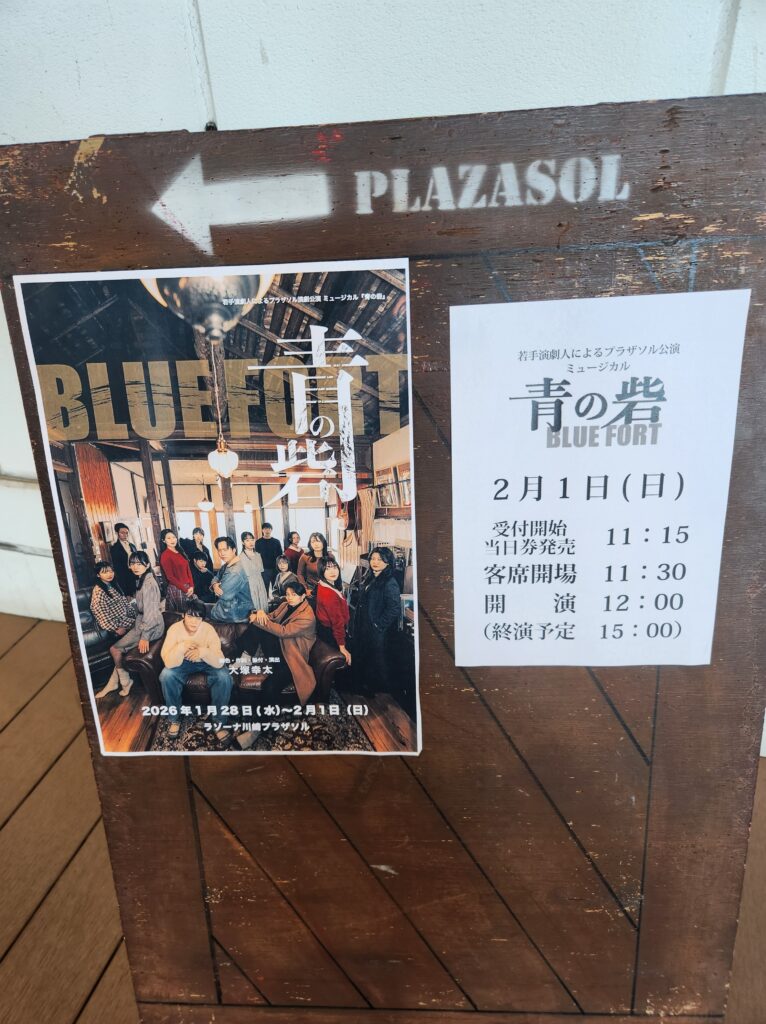 PLAZASOL
若手演劇人によるプラザソル演劇公演 ミュージカル『青の砦』
BLUE FORT
青の砦
大塚幸太
2026年1月28日(水)~2月1日(日)
ラゾーナ川崎プラザソル
若手演劇人によるプラザソル公演
ミュージカル
青の砦
BLUE FORT
2月1日(日)
受付開始
当日券発売 11:15
客席開場 11:30
開 演 12:00
(終演予定 15:00)